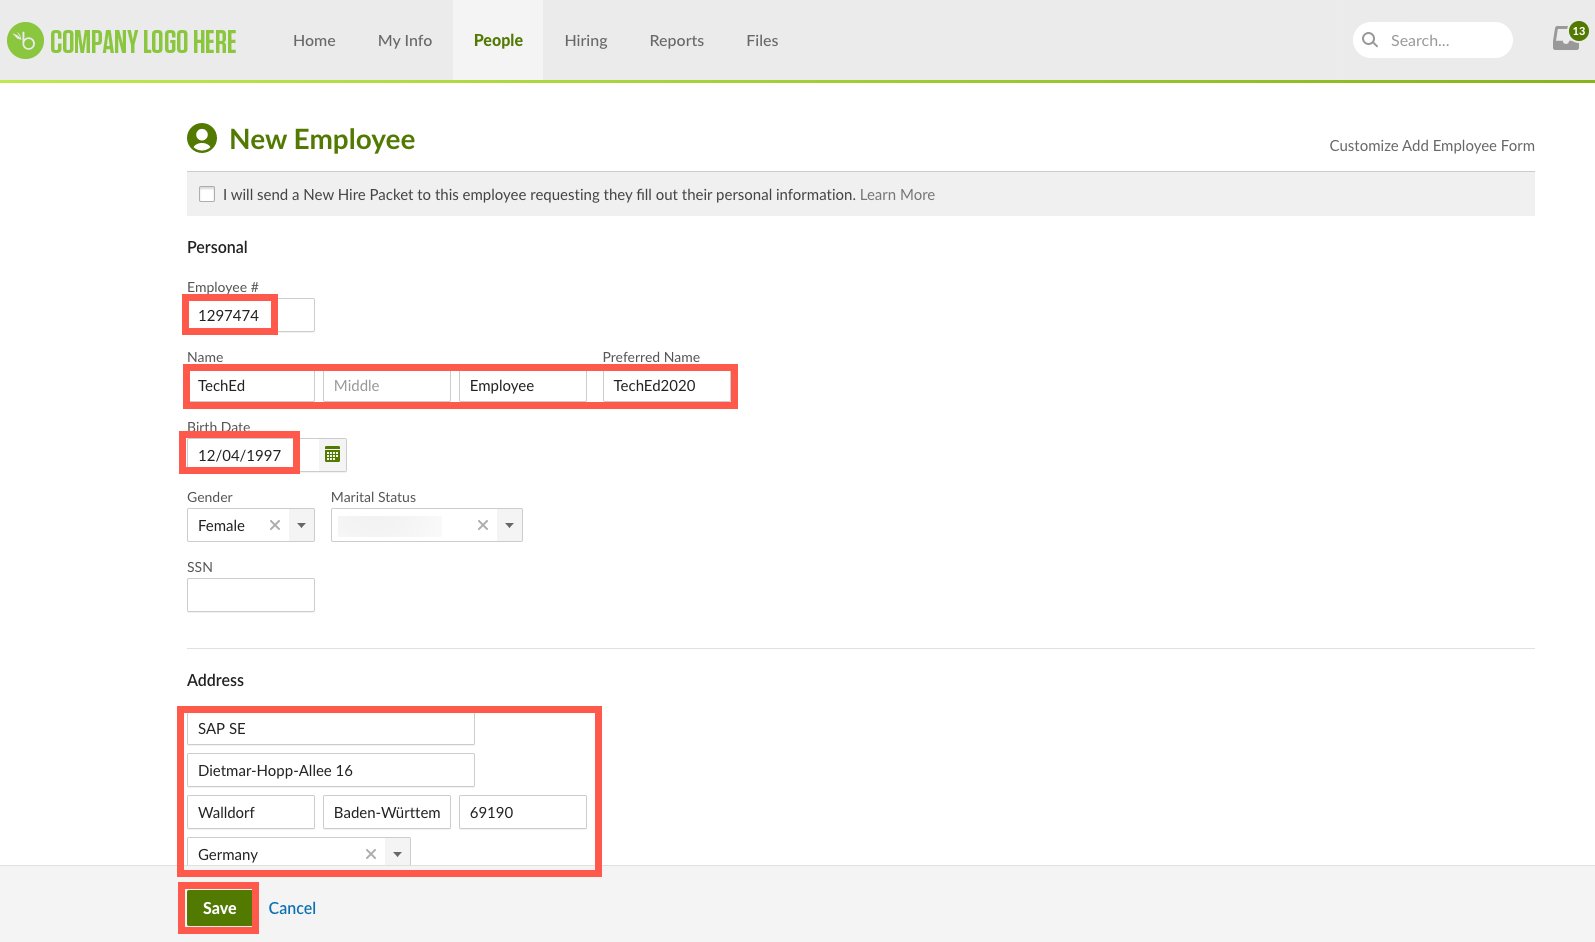 COMPANY LOGO HERE Home My Info People Hiring Reports Files Search... 13
New Employee
Customize Add Employee Form
I will send a New Hire Packet to this employee requesting they fill out their personal information. Learn More
Personal
Employee #
1297474
Name Preferred Name
TechEd Middle Employee TechEd2020
Birth Date
12/04/1997
Gender Marital Status
Female
SSN
Address
SAP SE
Dietmar-Hopp-Allee 16
Walldorf Baden-Württem 69190
Germany
Save Cancel